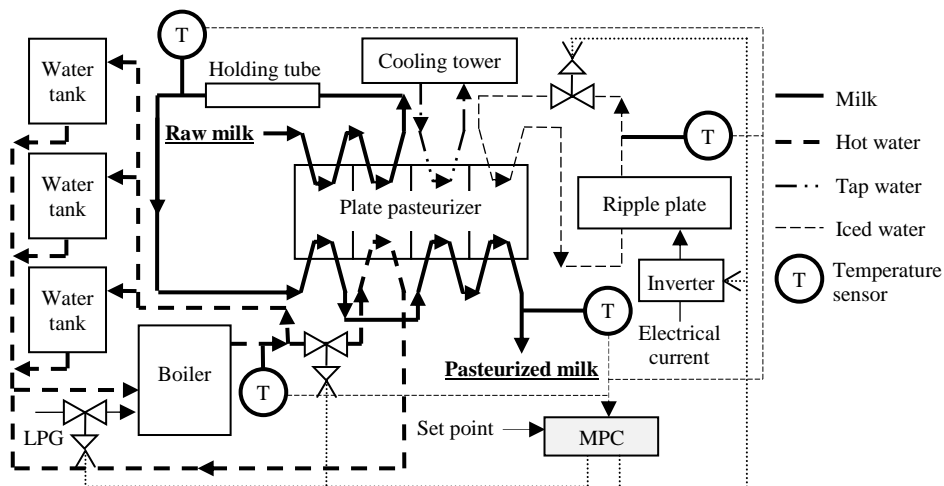 T
Water
tank
Holding tube
Cooling tower
Raw milk
T
Milk
Water
tank
Plate pasteurizer
Ripple plate
Hot water
Tap water
Iced water
Water
tank
Inverter
T
Temperature
sensor
T
Electrical
current
Boiler
Pasteurized milk
T
LPG
Set point
MPC